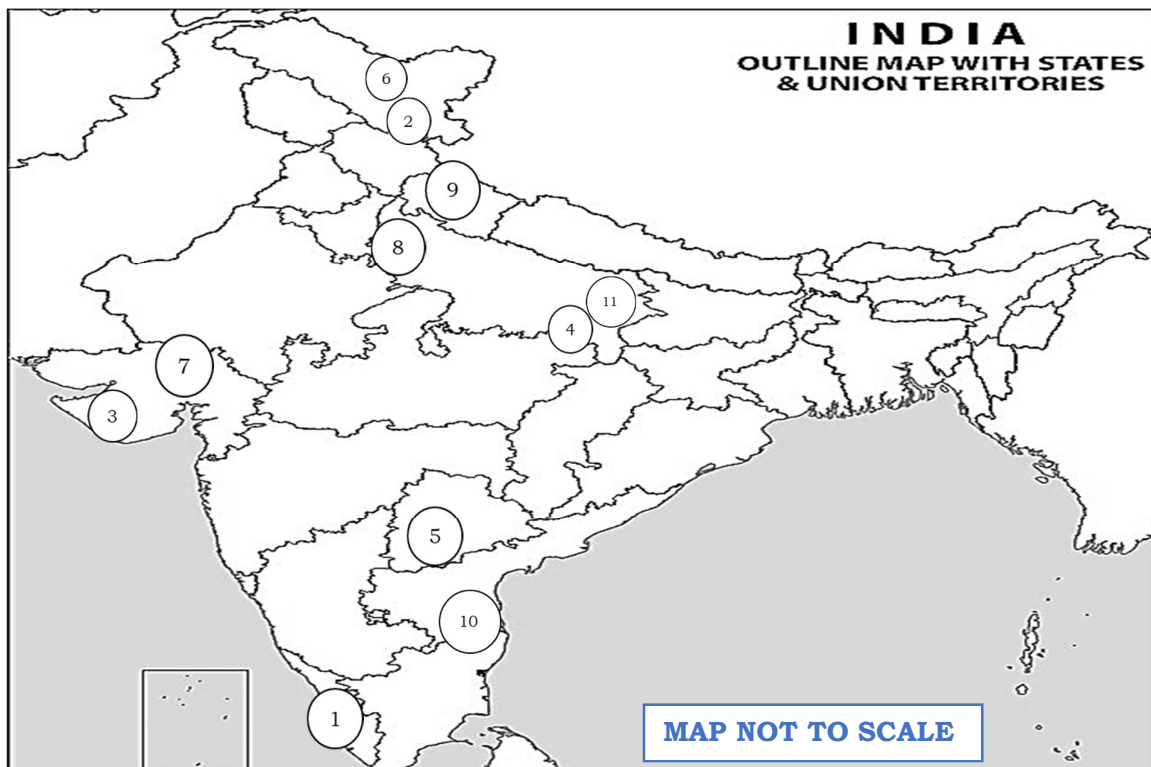 INDIA
OUTLINE MAP WITH STATES
& UNION TERRITORIES
6
2
9
8
11
4
7
3
5
10
1
MAP NOT TO SCALE